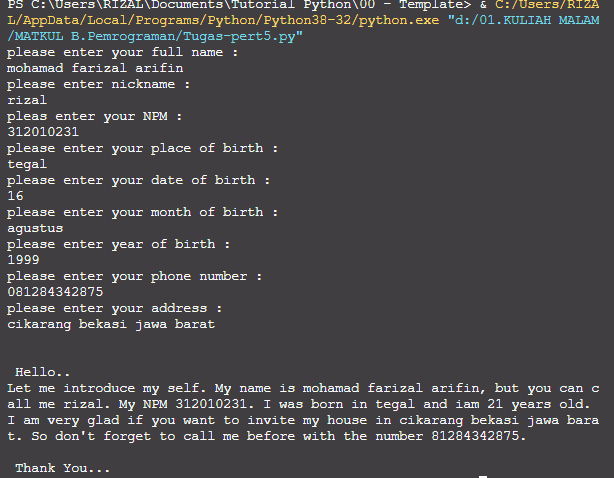 PS C:\Users\RIZAL\Documents\Tutorial Python\00 - Template> & C:/Users/RIZA
L/AppData/Local/Programs/Python/Python38-32/python.exe "d:/01.KULIAH MALAM
/MATKUL B.Pemrograman/Tugas-pert5.py"
please enter your full name :
mohamad farizal arifin
please enter nickname :
rizal
pleas enter your NPM :
312010231
please enter your place of birth :
tegal
please enter your date of birth :
16
please enter your month of birth :
agustus
please enter year of birth :
1999
please enter your phone number :
081284342875
please enter your address :
cikarang bekasi jawa barat
Hello..
Let me introduce my self. My name is mohamad farizal arifin, but you can c
all me rizal. My NPM 312010231. I was born in tegal and iam 21 years old.
I am very glad if you want to invite my house in cikarang bekasi jawa bara
t. So don't forget to call me before with the number 81284342875.
Thank You...